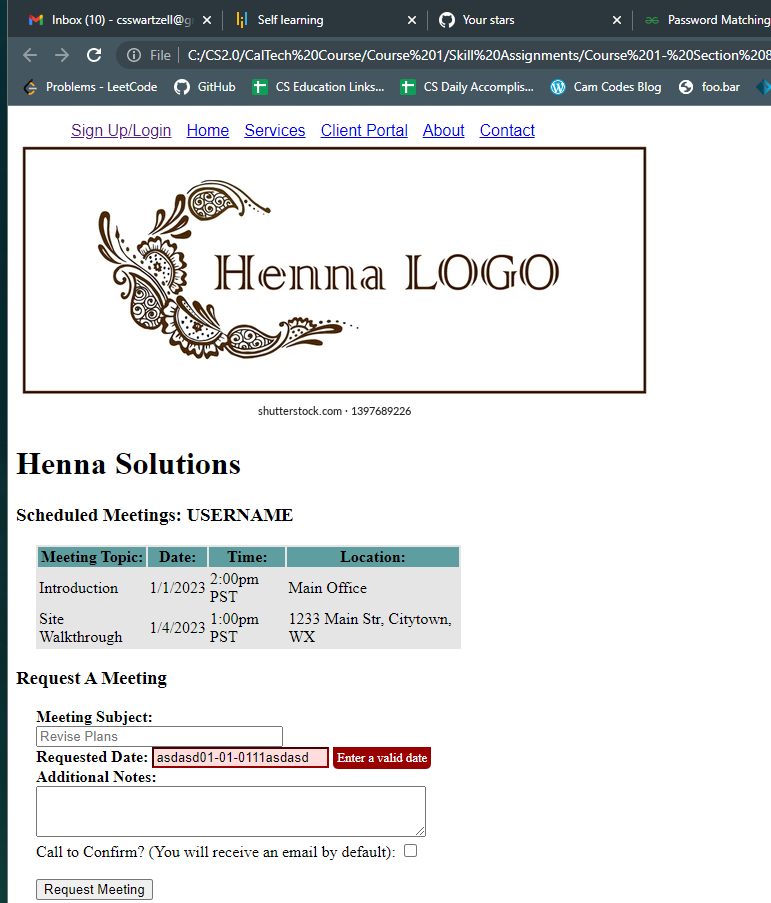 Inbox (10) - csswartzell@g
Self learning
Your stars
Password Matching
File
C:/CS2.0/CalTech%20Course/Course%201/Skill%20Assignments/Course%201-%20Section%208
Problems - LeetCode
GitHub
CS Education Links...
CS Daily Accomplis...
Cam Codes Blog
foo.bar
Sign Up/Login Home Services Client Portal About Contact
Henna LOGO
shutterstock.com · 1397689226
Henna Solutions
Scheduled Meetings: USERNAME
Meeting Topic: Date: Time: Location:
Introduction 1/1/2023 2:00pm PST Main Office
Site Walkthrough 1/4/2023 1:00pm PST 1233 Main Str, Citytown, WX
Request A Meeting
Meeting Subject:
Revise Plans
Requested Date: asdasd01-01-0111asdasd Enter a valid date
Additional Notes:
Call to Confirm? (You will receive an email by default):
Request Meeting